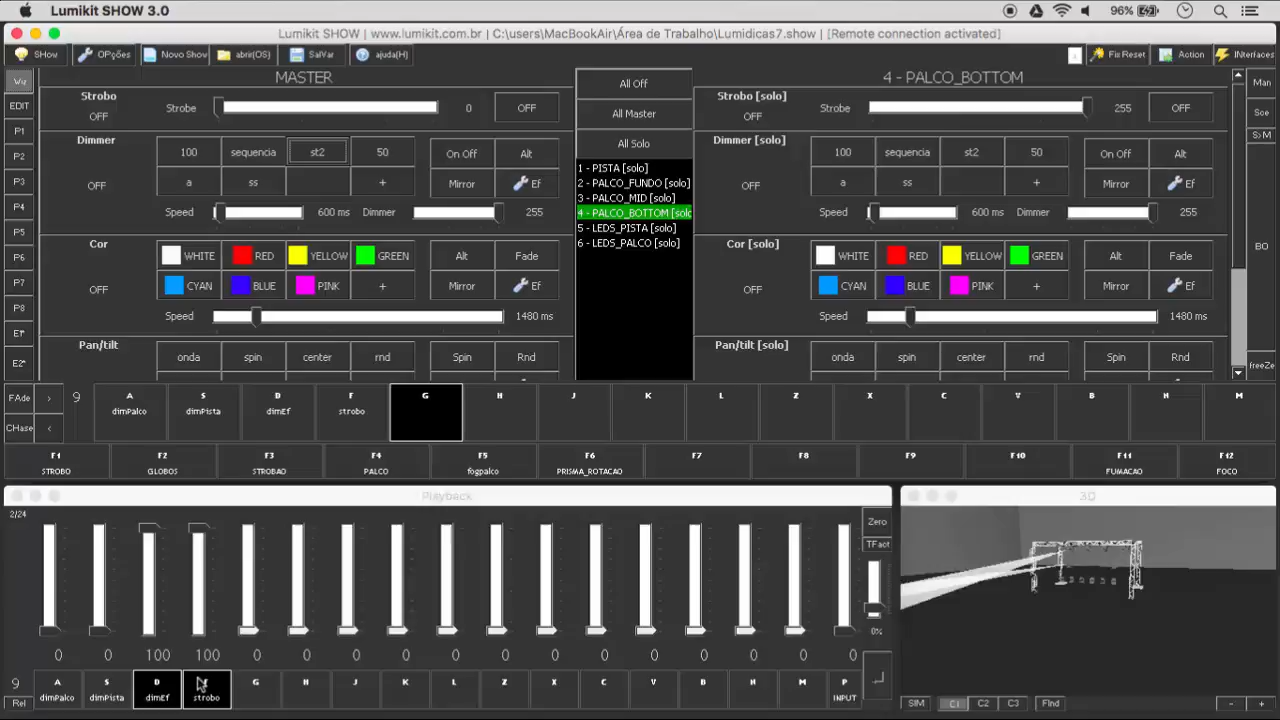 Lumikit SHOW 3.0
96%
Lumikit SHOW | www.lumikit.com.br | C:\users\MacBookAir\Área de Trabalho\Lumidicas7.show | [Remote connection activated]
SHow OPções Novo Show abrir(OS) SalVar ajuda(H) Fix Reset Action INterfaces
MASTER All Off 4 - PALCO_BOTTOM Man
EDIT
Strobo Strobe 0 OFF Strobo [solo] Strobe 255 OFF
OFF OFF
All Master
All Solo
P1 P2 P3 P4 P5 P6 P7 P8 E1* E2*
Dimmer 100 sequencia st2 50 On Off Alt Dimmer [solo] 100 sequencia st2 50 On Off Alt
OFF a ss + Mirror Ef OFF a ss + Mirror Ef
Speed 600 ms Dimmer 255 Speed 600 ms Dimmer 255
1 - PISTA [solo]
2 - PALCO_FUNDO [solo]
3 - PALCO_MID [solo]
4 - PALCO_BOTTOM [solo
5 - LEDS_PISTA [solo]
6 - LEDS_PALCO [solo]
Cor WHITE RED YELLOW GREEN Alt Fade Cor [solo] WHITE RED YELLOW GREEN Alt Fade
BO
OFF CYAN BLUE PINK + Mirror Ef OFF CYAN BLUE PINK + Mirror Ef
Speed 1480 ms Speed 1480 ms
Pan/tilt onda spin center rnd Spin Rnd Pan/tilt [solo] onda spin center rnd Spin Rnd
freeZe
FAde > 9 A S D F G H J K L Z X C V B N M
dimPalco dimPista dimEf strobo
CHase <
F1 F2 F3 F4 F5 F6 F7 F8 F9 F10 F11 F12
STROBO GLOBOS STROBAO PALCO fogpalco PRISMA_ROTACAO FUMACAO FOCO
Playback 3D
2/24
Zero
TFact
0%
0 0 100 100 0 0 0 0 0 0 0 0 0 0 0 0 0
9 A S D G H J K L Z X C V B N M P
Rel dimPalco dimPista dimEf strobo INPUT
SIM C1 C2 C3 FInd - +